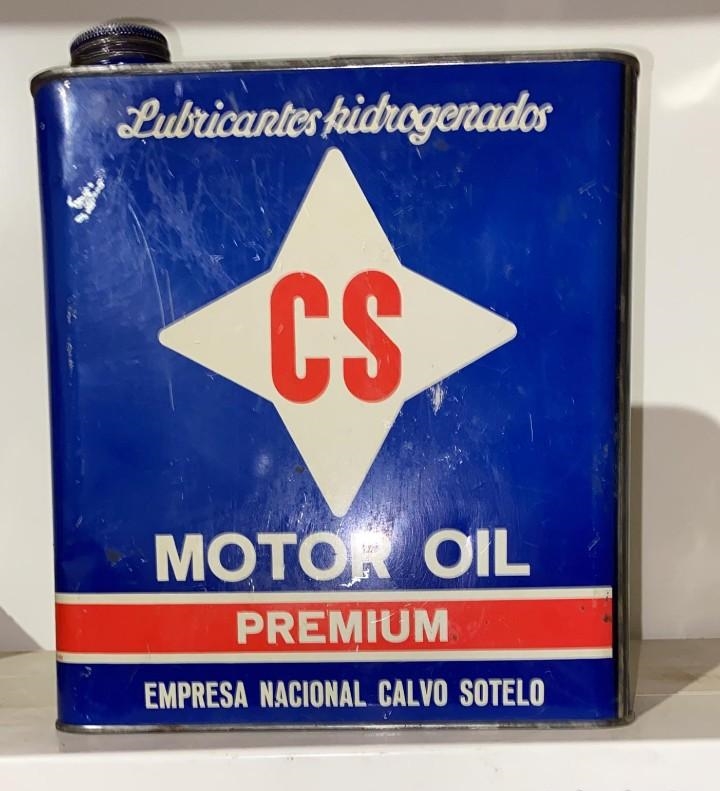 Lubricantes hidrogenados
CS
MOTOR OIL
PREMIUM
EMPRESA NACIONAL CALVO SOTELO